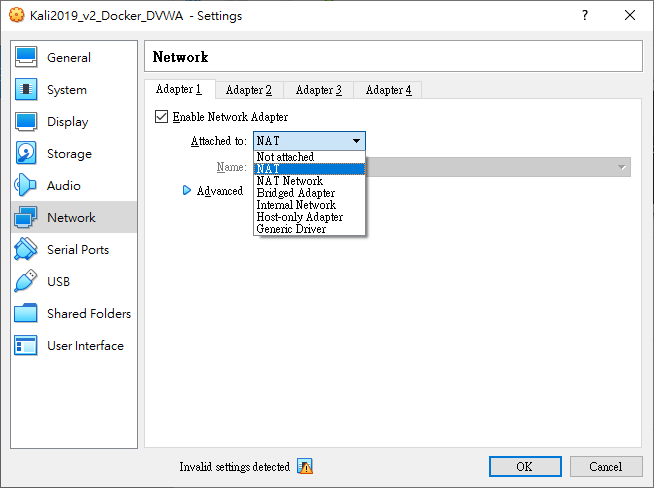 Kali2019_v2_Docker_DVWA - Settings
?
General
System
Display
Storage
Audio
Network
Serial Ports
USB
Shared Folders
User Interface
Network
Adapter 1
Adapter 2
Adapter 3
Adapter 4
Enable Network Adapter
Attached to: NAT
Name:
Advanced
Not attached
NAT
NAT Network
Bridged Adapter
Internal Network
Host-only Adapter
Generic Driver
Invalid settings detected
OK
Cancel